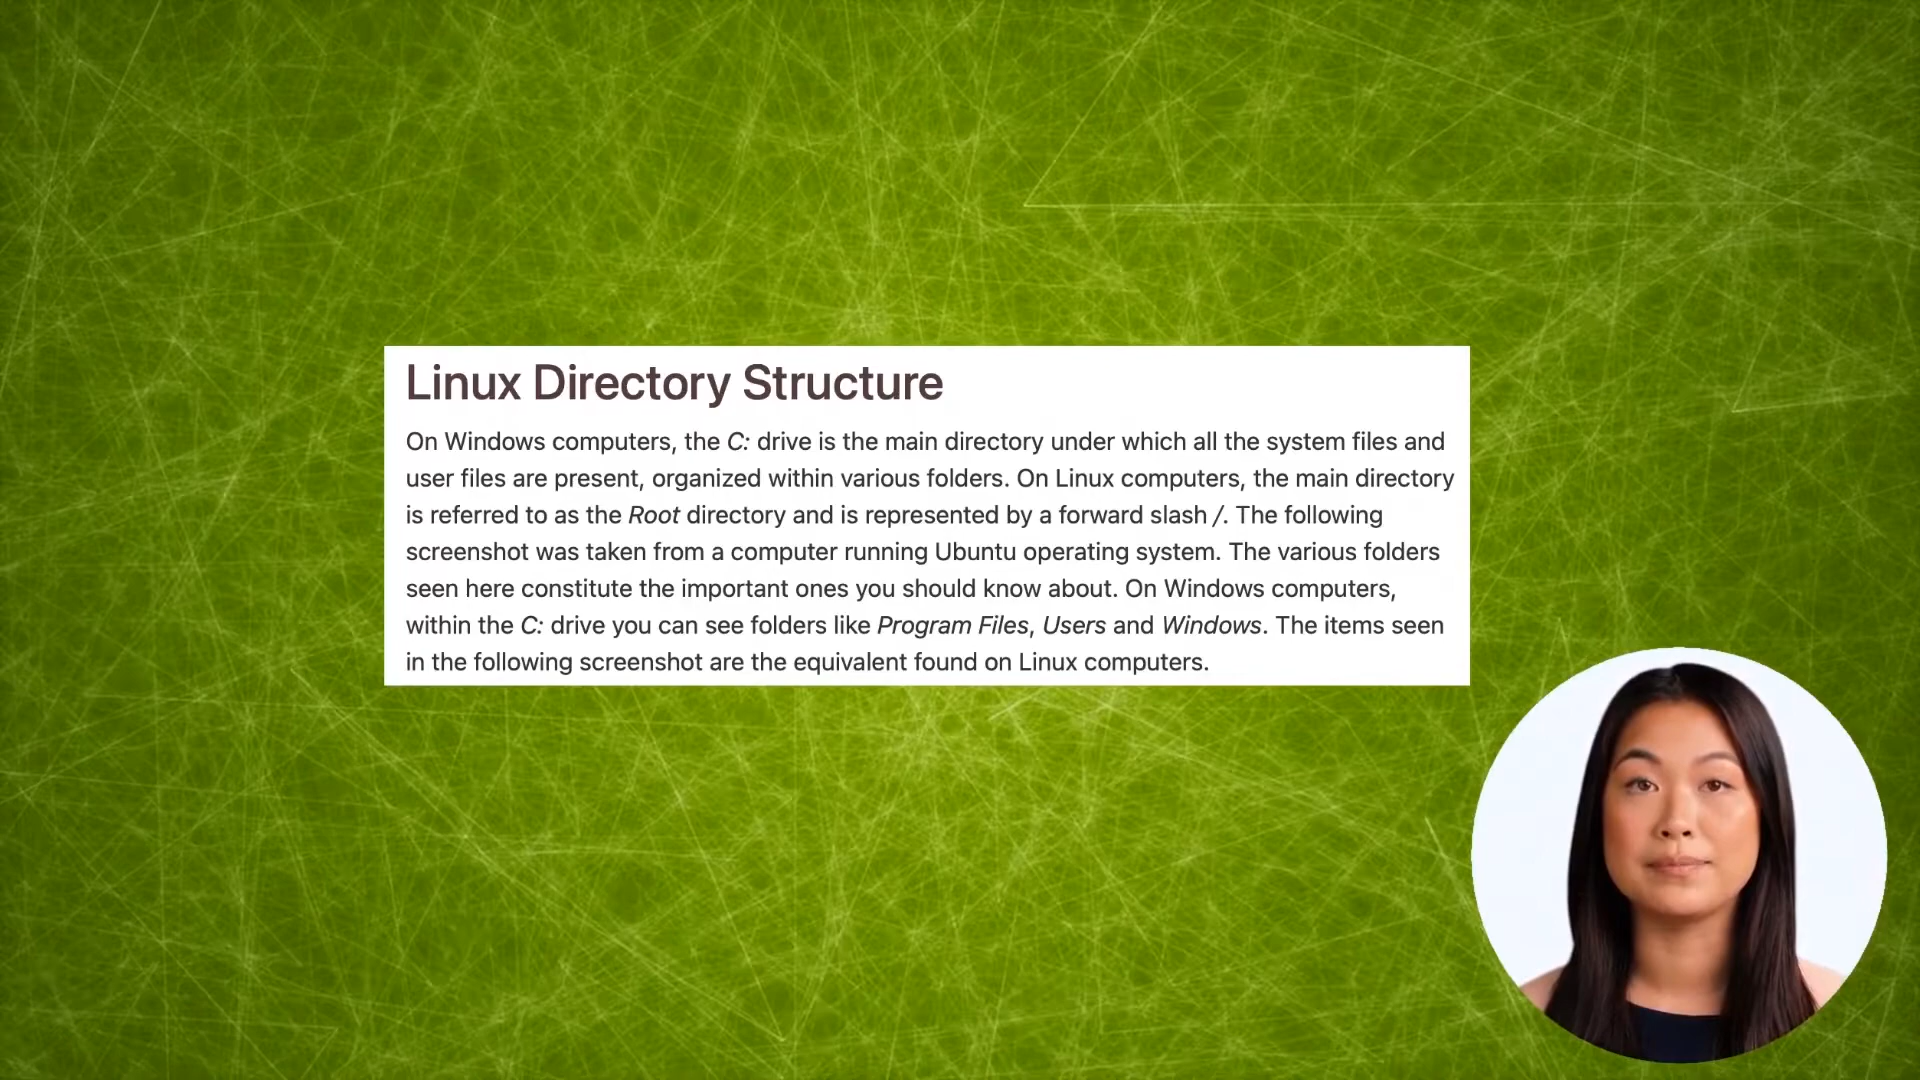 Linux Directory Structure
On Windows computers, the C: drive is the main directory under which all the system files and
user files are present, organized within various folders. On Linux computers, the main directory
is referred to as the Root directory and is represented by a forward slash /. The following
screenshot was taken from a computer running Ubuntu operating system. The various folders
seen here constitute the important ones you should know about. On Windows computers,
within the C: drive you can see folders like Program Files, Users and Windows. The items seen
in the following screenshot are the equivalent found on Linux computers.